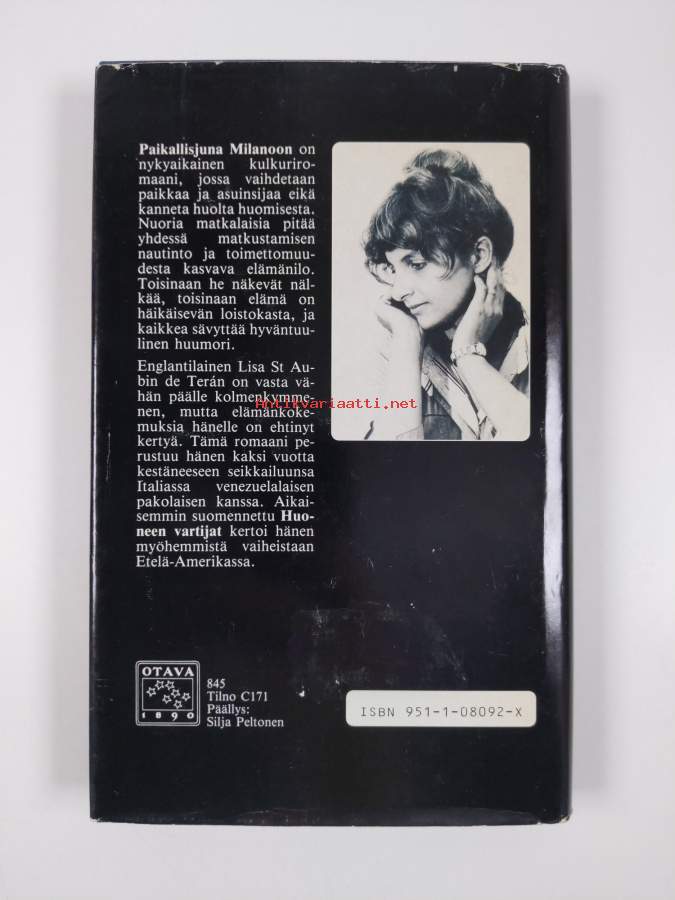 Paikallisjuna Milanoon on
nykyaikainen kulkuriro-
maani, jossa vaihdetaan
paikkaa ja asuinsijaa eikä
kanneta huolta huomisesta.
Nuoria matkalaisia pitää
yhdessä matkustamisen
nautinto ja toimettomuu-
desta kasvava elämänilo.
Toisinaan he näkevät näl-
kää, toisinaan elämä on
häikäisevän loistokasta, ja
kaikkea sävyttää hyväntuu-
linen huumori.
Englantilainen Lisa St Au-
bin de Terán on vasta vä-
hän päälle kolmenkymme-
nen, mutta elämänkoke-
muksia hänelle on ehtinyt
kertyä. Tämä romaani pe-
rustuu hänen kaksi vuotta
kestäneeseen seikkailuunsa
Italiassa venezuelalaisen
pakolaisen kanssa. Aikai-
semmin suomennettu Huo-
neen vartijat kertoi hänen
myöhemmistä vaiheistaan
Etelä-Amerikassa.
Antikvariaatti.net
OTAVA
1890
845
Tilno C171
Päällys:
Silja Peltonen
ISBN 951-1-08092-X